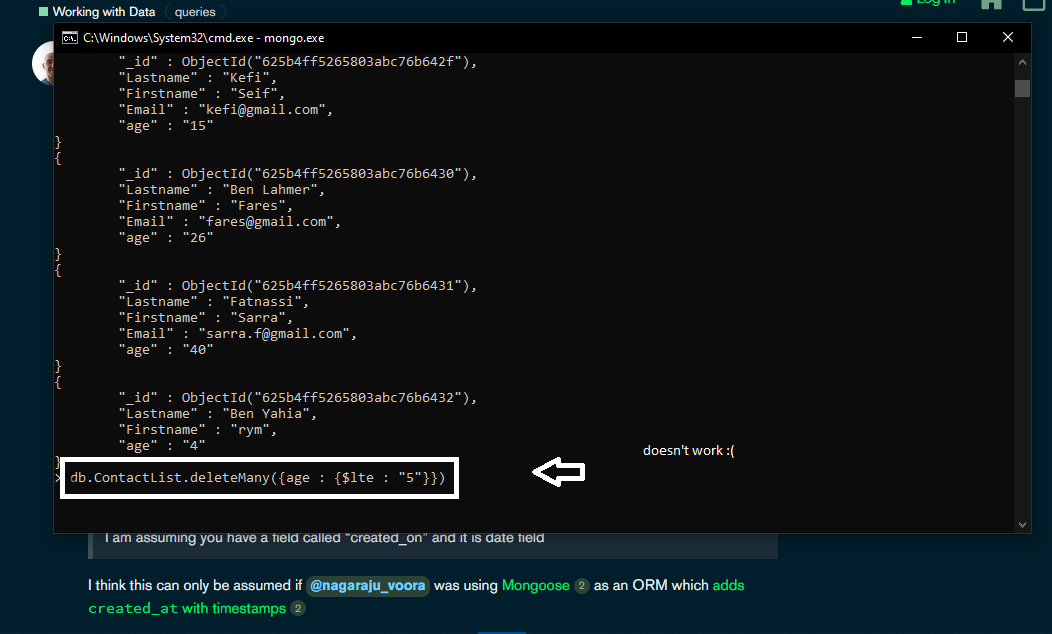 Working with Data queries
Log In
C:\Windows\System32\cmd.exe - mongo.exe
"_id" : ObjectId("625b4ff5265803abc76b642f"),
"Lastname" : "Kefi",
"Firstname" : "Seif",
"Email" : "kefi@gmail.com",
"age" : "15"
}
{
"_id" : ObjectId("625b4ff5265803abc76b6430"),
"Lastname" : "Ben Lahmer",
"Firstname" : "Fares",
"Email" : "fares@gmail.com",
"age" : "26"
}
{
"_id" : ObjectId("625b4ff5265803abc76b6431"),
"Lastname" : "Fatnassi",
"Firstname" : "Sarra",
"Email" : "sarra.f@gmail.com",
"age" : "40"
}
{
"_id" : ObjectId("625b4ff5265803abc76b6432"),
"Lastname" : "Ben Yahia",
"Firstname" : "rym",
"age" : "4"
}
doesn't work :(
> db.ContactList.deleteMany({age : {$lte : "5"}})
I am assuming you have a field called "created_on" and it is date field
I think this can only be assumed if @nagaraju_voora was using Mongoose 2 as an ORM which adds
created_at with timestamps 2